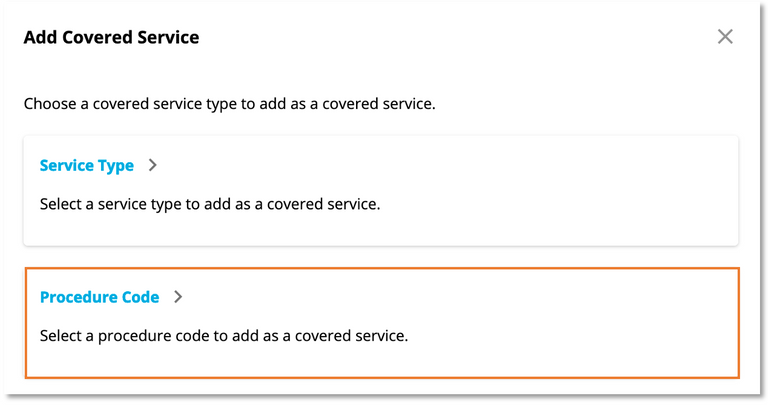 Add Covered Service
Choose a covered service type to add as a covered service.
Service Type
Select a service type to add as a covered service.
Procedure Code
Select a procedure code to add as a covered service.